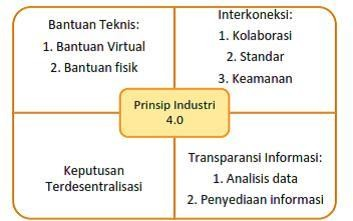 Bantuan Teknis:
1. Bantuan Virtual
2. Bantuan fisik
Interkoneksi:
1. Kolaborasi
2. Standar
3. Keamanan
Prinsip Industri
4.0
Keputusan
Terdesentralisasi
Transparansi Informasi:
1. Analisis data
2. Penyediaan informasi